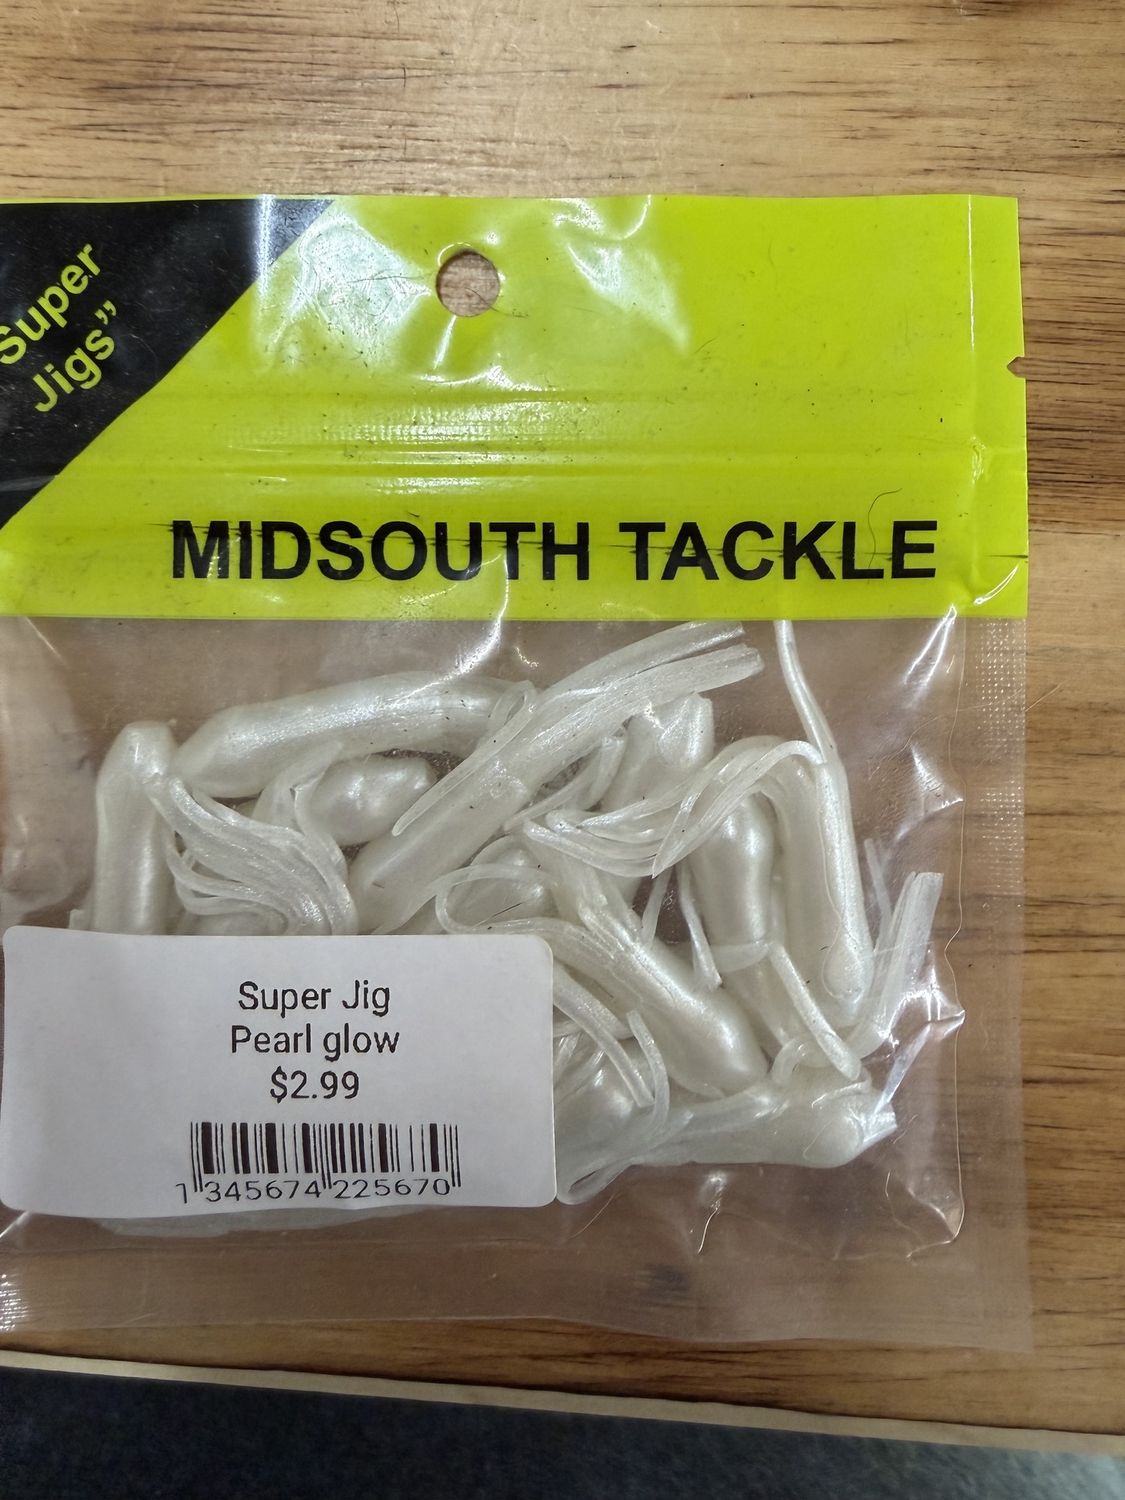 Super
Jigs”
MIDSOUTH TACKLE
Super Jig
Pearl glow
$2.99
1 345674 225670